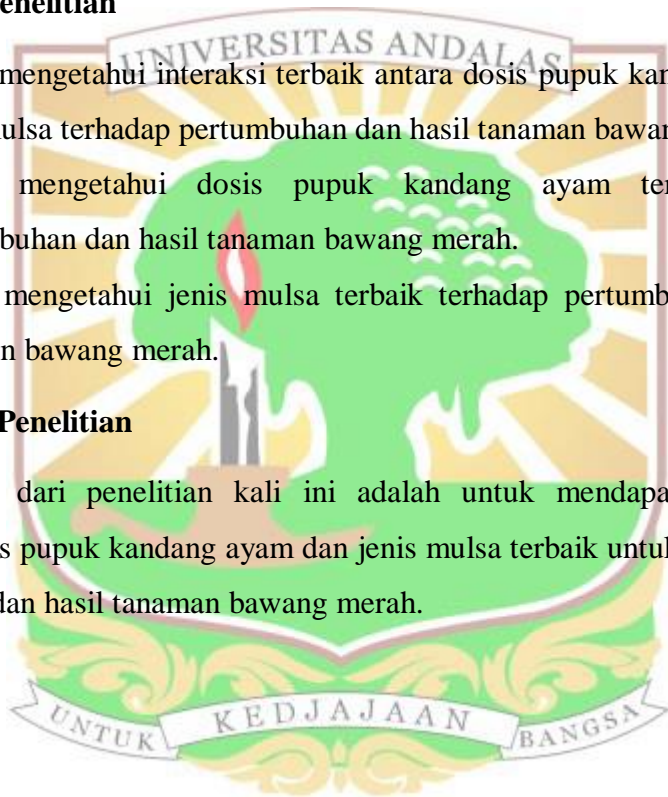 enelitian
UNIVERSITAS ANDALAS
mengetahui interaksi terbaik antara dosis pupuk kan
mulsa terhadap pertumbuhan dan hasil tanaman bawan
mengetahui dosis pupuk kandang ayam ter
buhan dan hasil tanaman bawang merah.
mengetahui jenis mulsa terbaik terhadap pertumb
n bawang merah.
Penelitian
dari penelitian kali ini adalah untuk mendapa
s pupuk kandang ayam dan jenis mulsa terbaik untuk
dan hasil tanaman bawang merah.
UNTUK KEDJAJAAN BANGSA